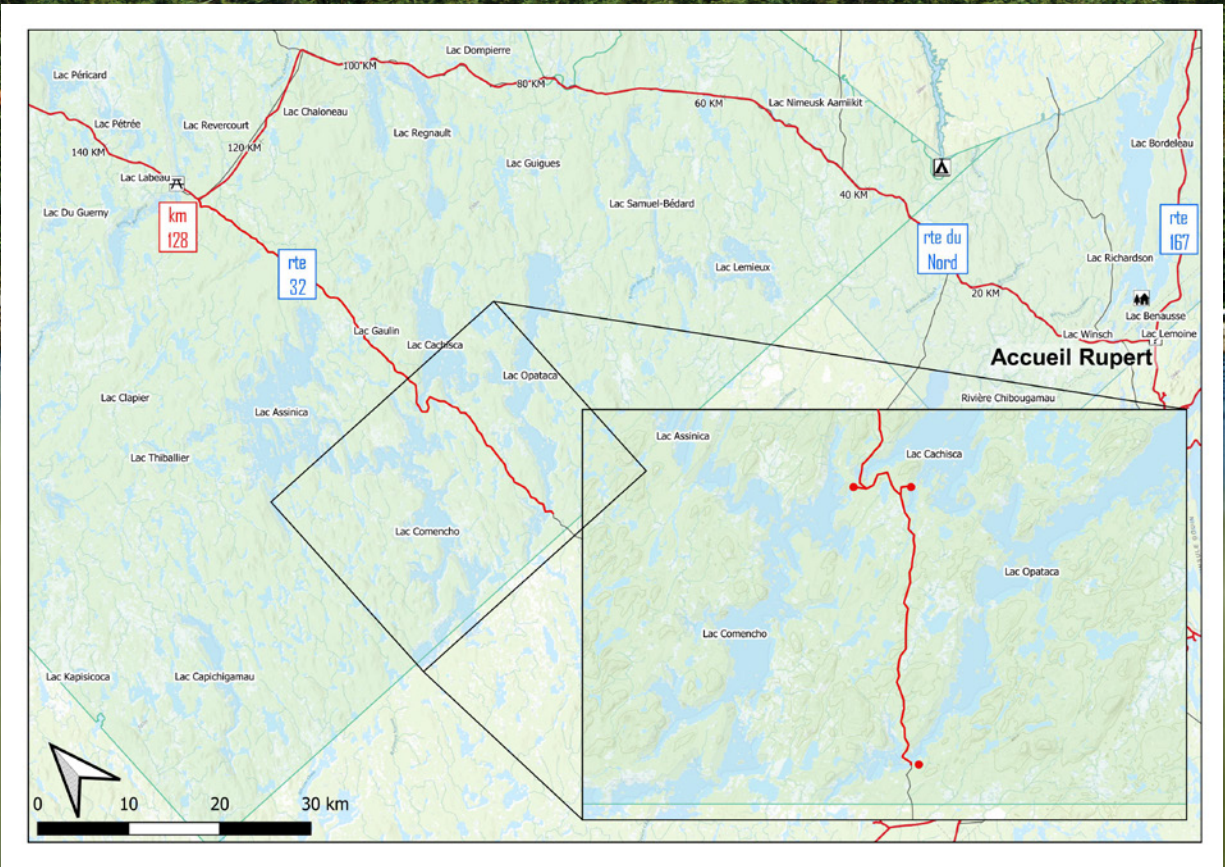 Lac Dompierre
100 KM
Lac Péricard
80 KM
60 KM
Lac Nimeusk Aamiikit
Lac Chaloneau
Lac Pétrée
Lac Revercourt
Lac Regnault
Lac Bordeleau
140 KM
120 KM
Lac Guigues
Lac Labeau
40 KM
Lac Samuel-Bédard
Lac Du Guerny
km
128
rte
167
rte du
Nord
Lac Richardson
Lac Lemieux
rte
32
20 KM
Lac Benausse
Lac Gaulin
Lac Winsch
Lac Lemoine
Lac Cachisca
Accueil Rupert
Lac Opataca
Lac Clapier
Rivière Chibougamau
Lac Assinica
Lac Assinica
Lac Cachisca
Lac Thiballier
Lac Comencho
Lac Opataca
Lac Comencho
Lac Kapisicoca
Lac Capichigamau
0 10 20 30 km